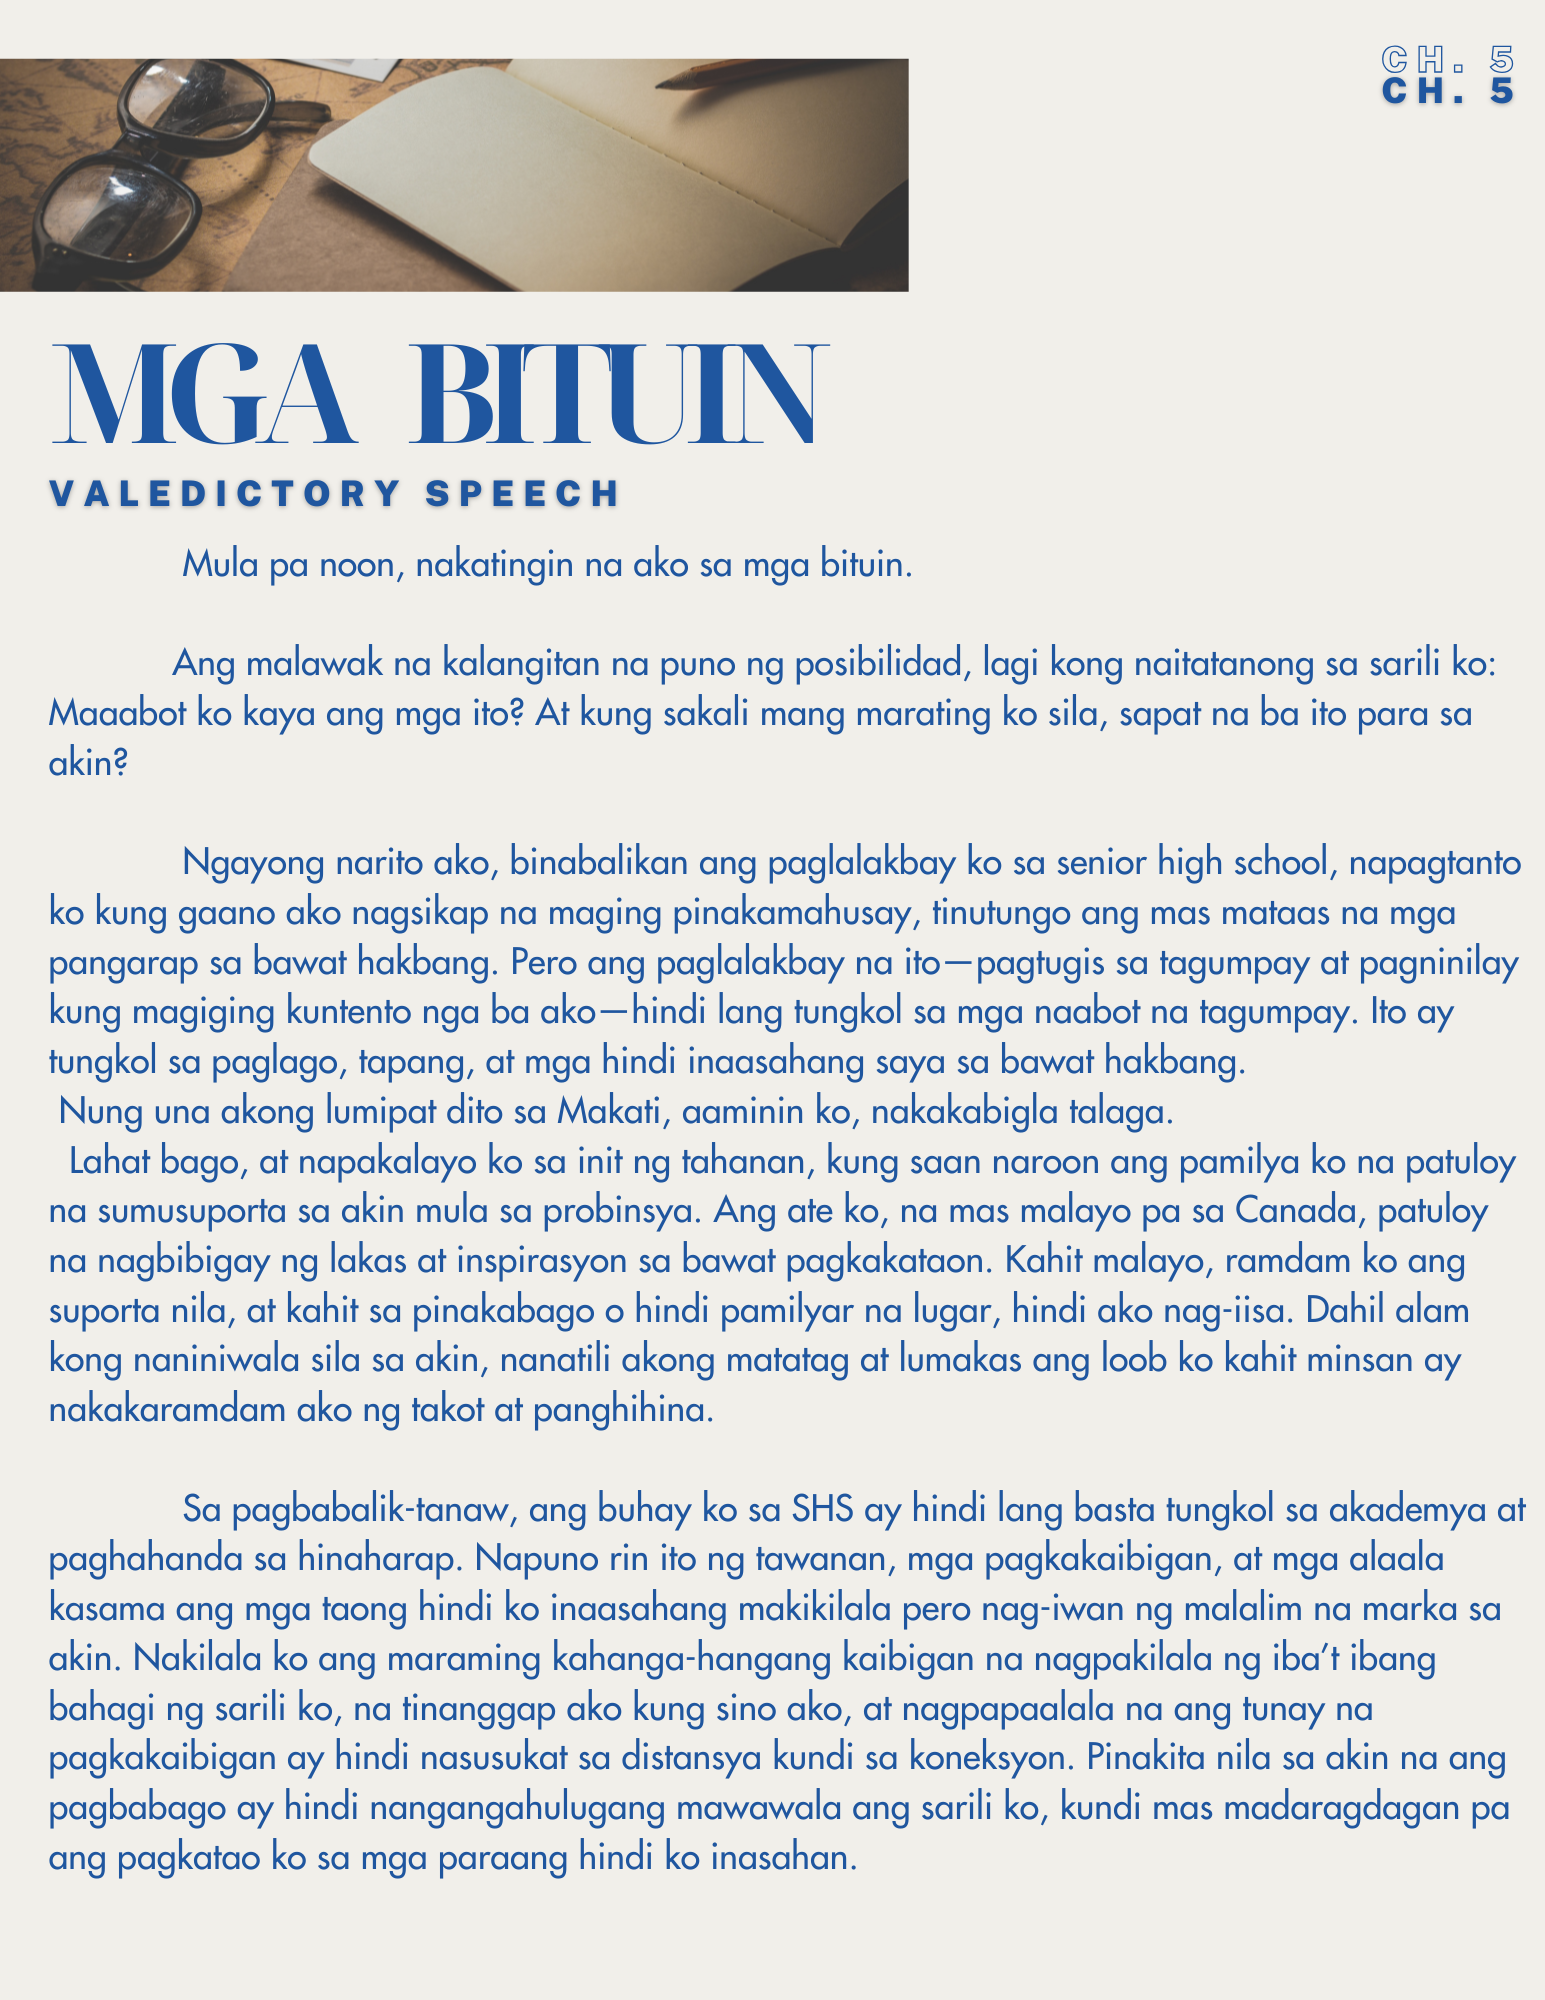 CH. 5
CH. 5
MGA BITUIN
VALEDICTORY SPEECH
Mula pa noon, nakatingin na ako sa mga bituin.
Ang malawak na kalangitan na puno ng posibilidad, lagi kong naitatanong sa sarili ko:
Maaabot ko kaya ang mga ito? At kung sakali mang marating ko sila, sapat na ba ito para sa
akin?
Ngayong narito ako, binabalikan ang paglalakbay ko sa senior high school, napagtanto
ko kung gaano ako nagsikap na maging pinakamahusay, tinutungo ang mas mataas na mga
pangarap sa bawat hakbang. Pero ang paglalakbay na ito—pagtugis sa tagumpay at pagninilay
kung magiging kuntento nga ba ako—hindi lang tungkol sa mga naabot na tagumpay. Ito ay
tungkol sa paglago, tapang, at mga hindi inaasahang saya sa bawat hakbang.
Nung una akong lumipat dito sa Makati, aaminin ko, nakakabigla talaga.
Lahat bago, at napakalayo ko sa init ng tahanan, kung saan naroon ang pamilya ko na patuloy
na sumusuporta sa akin mula sa probinsya. Ang ate ko, na mas malayo pa sa Canada, patuloy
na nagbibigay ng lakas at inspirasyon sa bawat pagkakataon. Kahit malayo, ramdam ko ang
suporta nila, at kahit sa pinakabago o hindi pamilyar na lugar, hindi ako nag-iisa. Dahil alam
kong naniniwala sila sa akin, nanatili akong matatag at lumakas ang loob ko kahit minsan ay
nakakaramdam ako ng takot at panghihina.
Sa pagbabalik-tanaw, ang buhay ko sa SHS ay hindi lang basta tungkol sa akademya at
paghahanda sa hinaharap. Napuno rin ito ng tawanan, mga pagkakaibigan, at mga alaala
kasama ang mga taong hindi ko inaasahang makikilala pero nag-iwan ng malalim na marka sa
akin. Nakilala ko ang maraming kahanga-hangang kaibigan na nagpakilala ng iba’t ibang
bahagi ng sarili ko, na tinanggap ako kung sino ako, at nagpapaalala na ang tunay na
pagkakaibigan ay hindi nasusukat sa distansya kundi sa koneksyon. Pinakita nila sa akin na ang
pagbabago ay hindi nangangahulugang mawawala ang sarili ko, kundi mas madaragdagan pa
ang pagkatao ko sa mga paraang hindi ko inasahan.